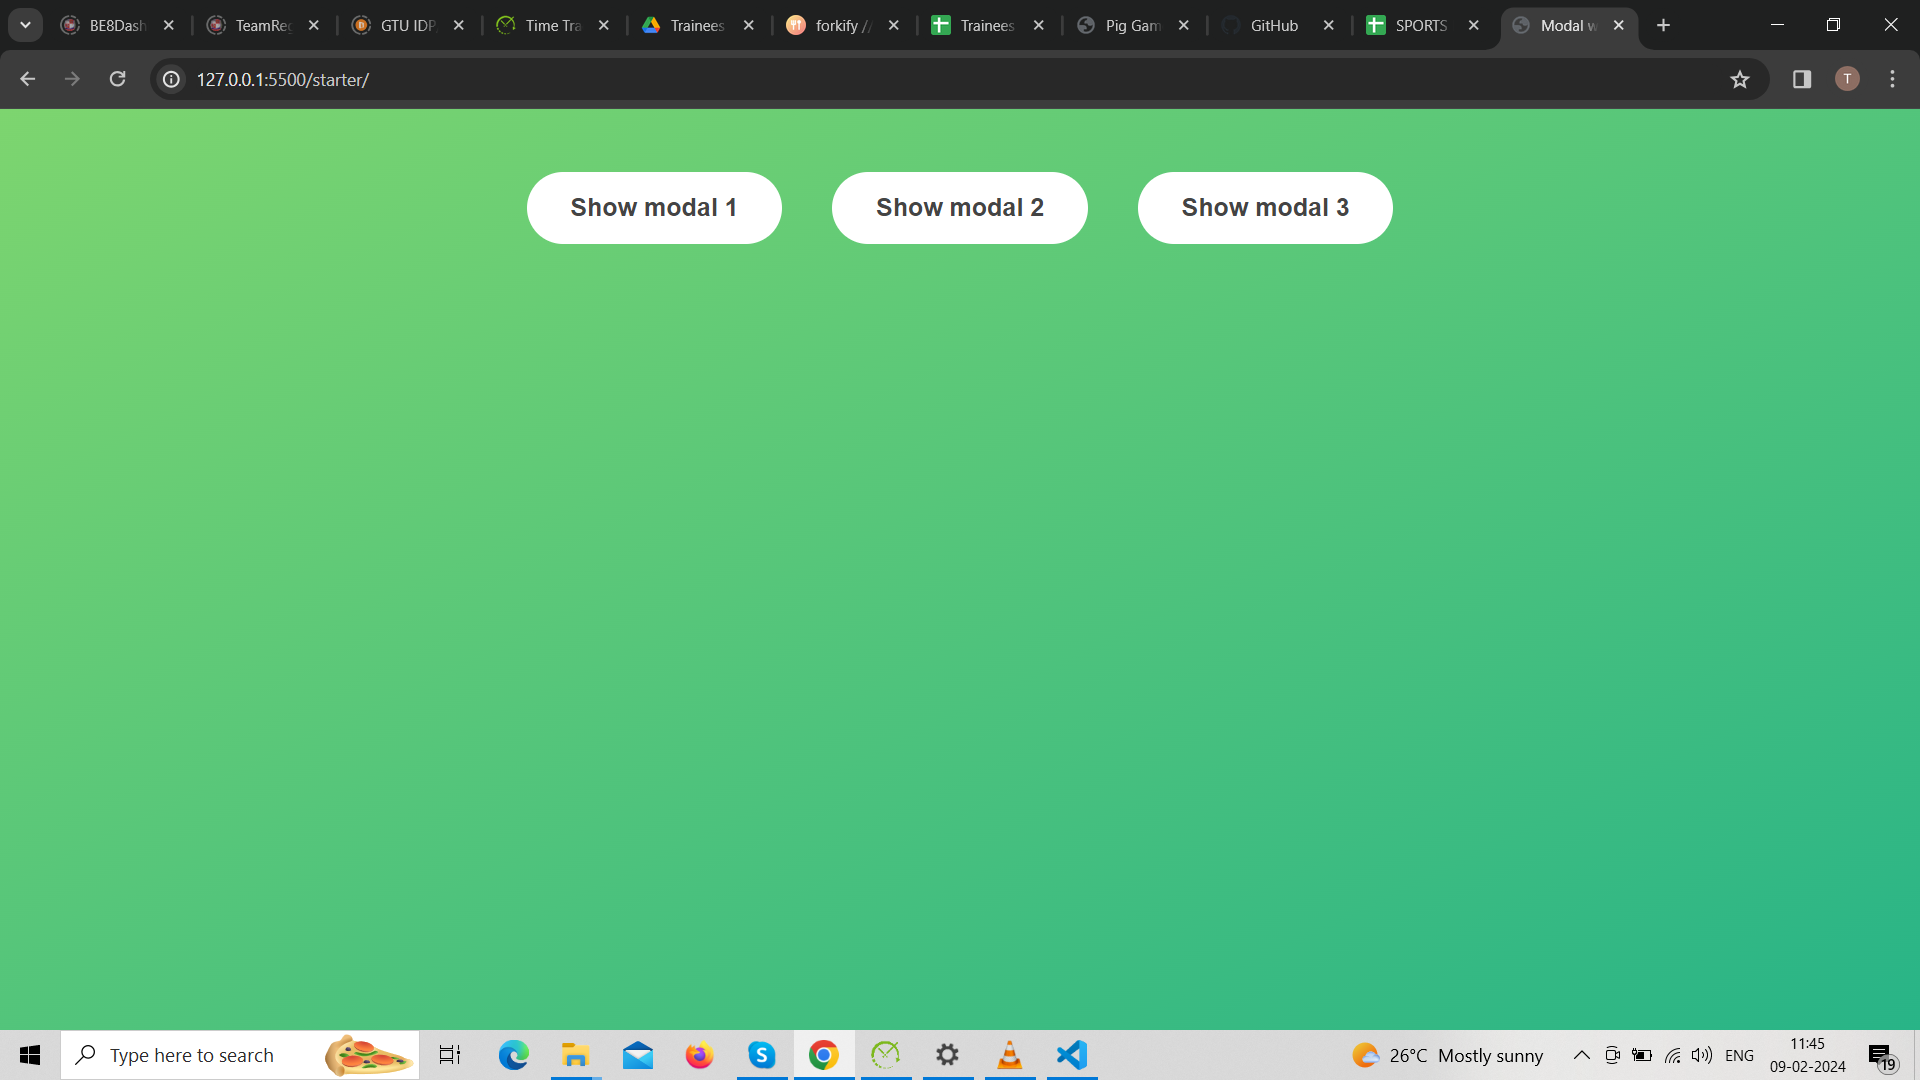 BE8Dash
TeamReg
GTU IDP
Time Tra
Trainees
forkify //
Trainees
Pig Gam
GitHub
SPORTS
Modal w
127.0.0.1:5500/starter/
T
Show modal 1
Show modal 2
Show modal 3
Type here to search
26°C Mostly sunny
ENG
11:45
09-02-2024
19